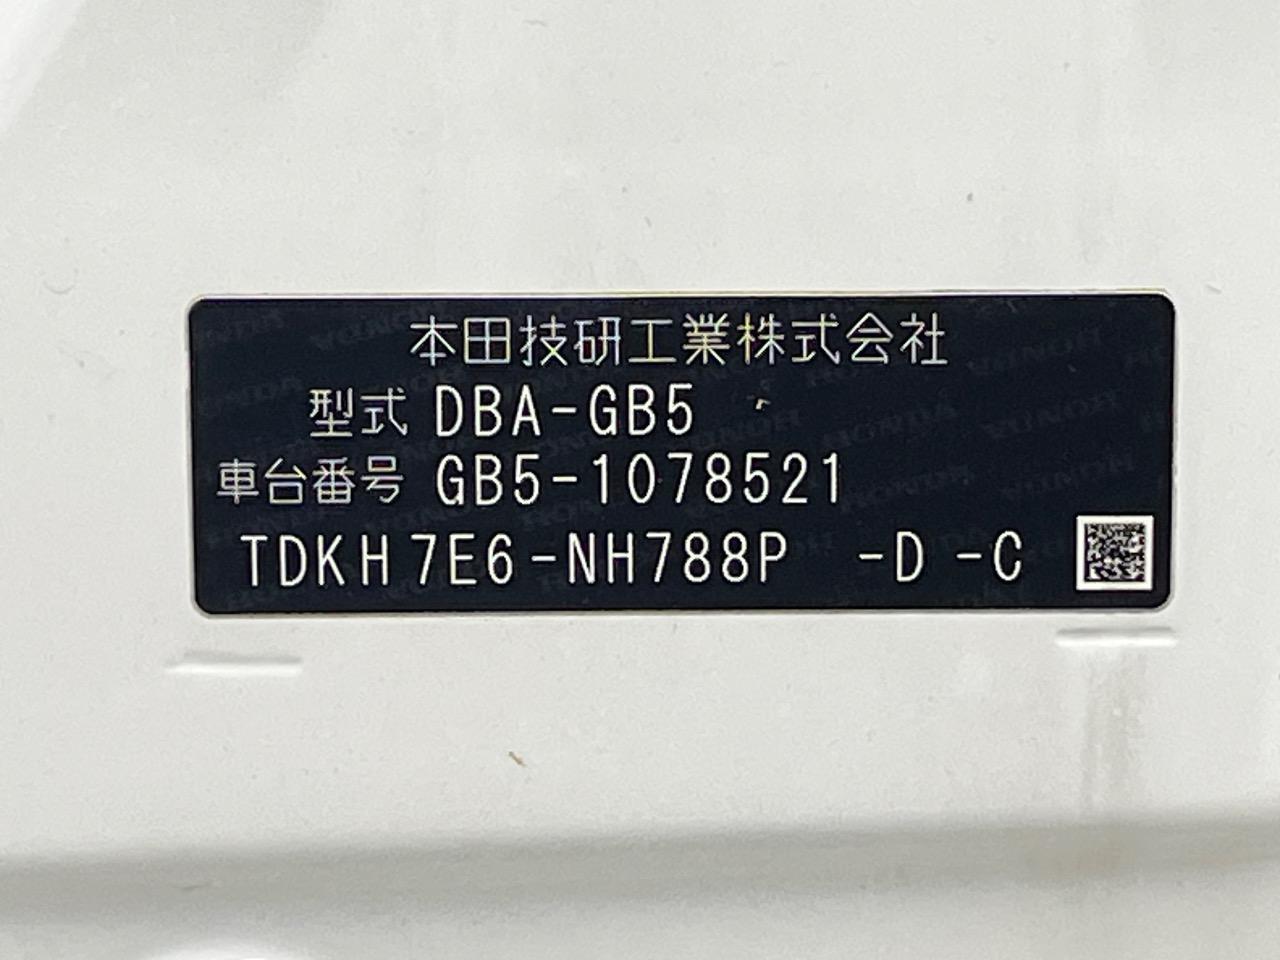 本田技研工業株式会社
型式 DBA-GB5
車台番号 GB5-1078521
TDKH7E6-NH788P -D -C